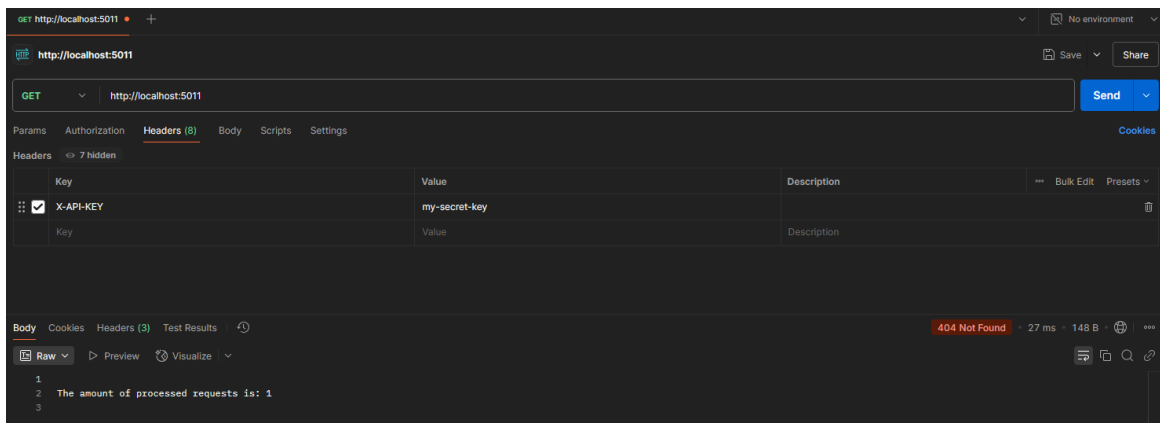 GET http://localhost:5011
No environment
HTTP http://localhost:5011
Save
Share
GET http://localhost:5011
Send
Params Authorization Headers (8) Body Scripts Settings
Cookies
Headers 7 hidden
Key Value Description ••• Bulk Edit Presets
X-API-KEY my-secret-key
Key Value Description
Body Cookies Headers (3) Test Results
404 Not Found • 27 ms • 148 B
Raw Preview Visualize
1
2 The amount of processed requests is: 1
3